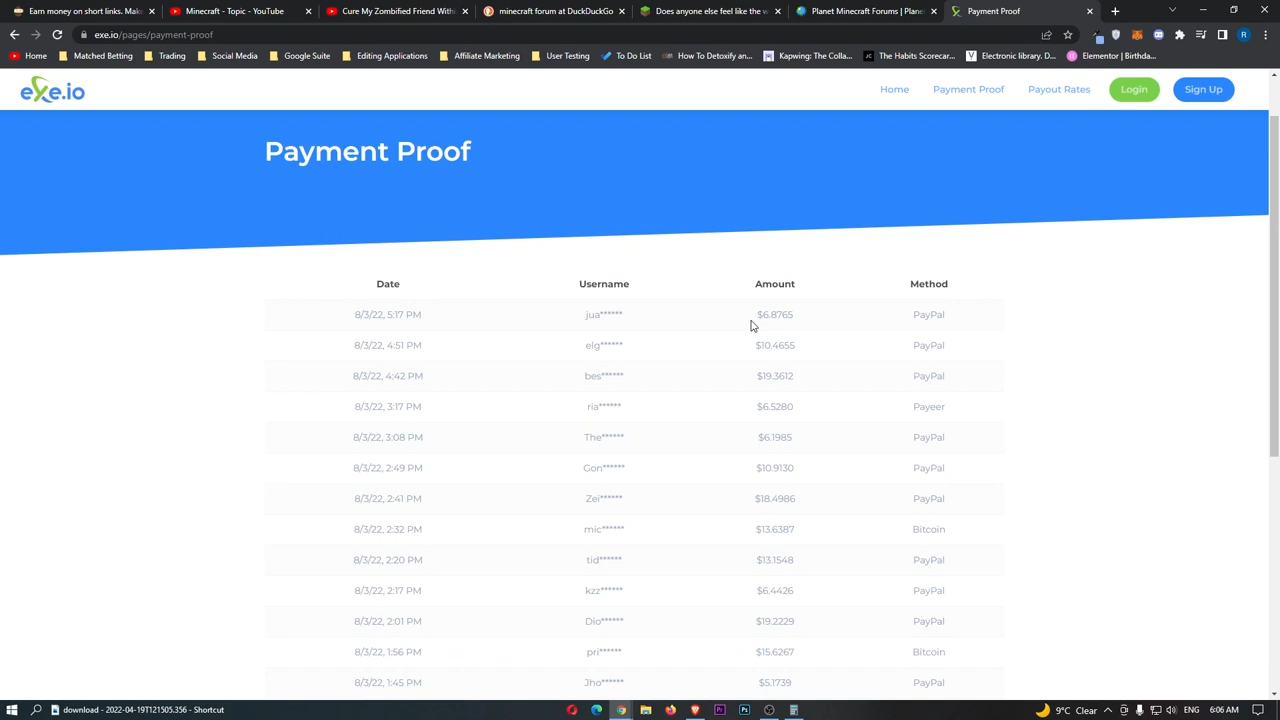 Earn money on short links. Ma
Minecraft - YouTube
How To Make Money With
minecraft forum at DuckDuckGo
Does anyone else feel like the
- YouTube
Planet Minecraft Forums | Behav
Payment Proof
exe.io/pages/payment-proof
R
Home
Matched Betting
Trading
Social Media
Google Suite
Editing Applications
Affiliate Marketing
User Testing
To Do List
How To Detoxify an...
Kapwing: The Colla...
JC
The Habits Scorecar...
V
Electronic library. D...
Elementor | Birthda...
eXe.io
Home
Payment Proof
Payout Rates
Login
Sign Up
Payment Proof
Date Username Amount Method
8/3/22, 5:17 PM jua****** $6.8765 PayPal
8/3/22, 4:51 PM elg****** $10.4655 PayPal
8/3/22, 4:42 PM bes****** $19.3612 PayPal
8/3/22, 3:17 PM ria****** $6.5280 Payeer
8/3/22, 3:08 PM The****** $6.1985 PayPal
8/3/22, 2:49 PM Gon****** $10.9130 PayPal
8/3/22, 2:41 PM Zei****** $18.4986 PayPal
8/3/22, 2:32 PM mic****** $13.6387 Bitcoin
8/3/22, 2:20 PM tid****** $13.1548 PayPal
8/3/22, 2:17 PM kzz****** $6.4426 PayPal
8/3/22, 2:01 PM Dio****** $19.2229 PayPal
8/3/22, 1:56 PM pri****** $15.6267 Bitcoin
8/3/22, 1:45 PM Jho****** $5.1739 PayPal
download - 2022-04-19T121505.356 - Shortcut
Pr
Ps
9°C Clear
6:06 AM